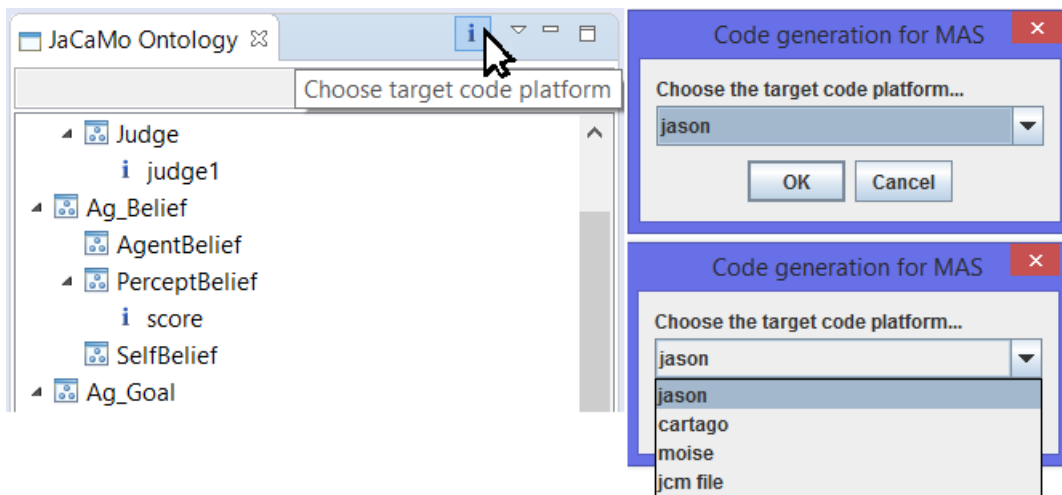 JaCaMo Ontology
i
Choose target code platform
Judge
i judge1
Ag_Belief
AgentBelief
PerceptBelief
i score
SelfBelief
Ag_Goal
Code generation for MAS
Choose the target code platform...
jason
OK Cancel
Code generation for MAS
Choose the target code platform...
jason
jason
cartago
moise
jcm file